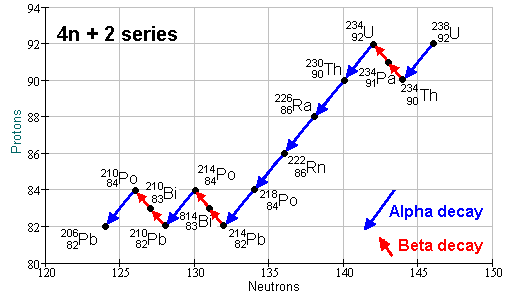 4n + 2 series
94
92
90
88
86
84
82
80
Protons
234
92U
238
92U
230
90Th
234
91Pa
234
90Th
226
88Ra
222
86Rn
210
84Po
210
83Bi
214
84Po
218
84Po
206
82Pb
210
82Pb
814
83Bi
214
82Pb
Alpha decay
Beta decay
120 125 130 135 140 145 150
Neutrons